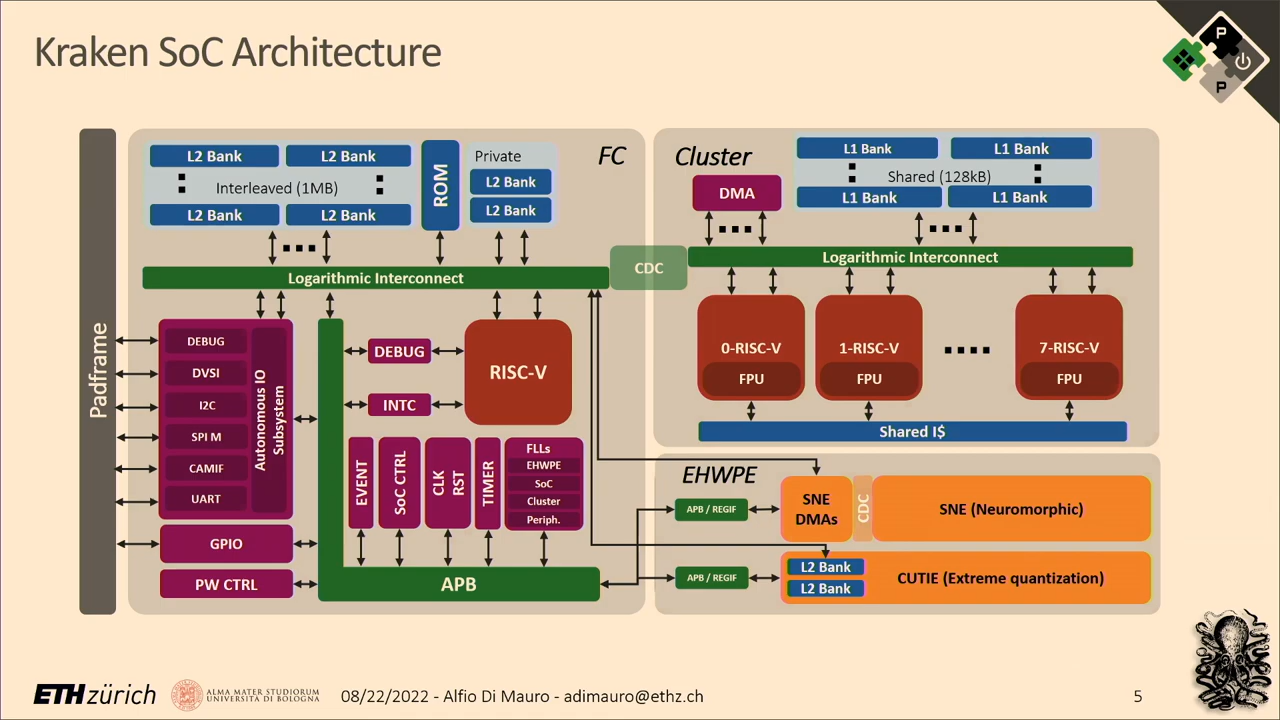 Kraken SoC Architecture
P
P
Padframe
FC
L2 Bank
L2 Bank
Interleaved (1MB)
L2 Bank
L2 Bank
ROM
Private
L2 Bank
L2 Bank
Logarithmic Interconnect
CDC
DEBUG
DVSI
I2C
SPI M
CAMIF
UART
Autonomous IO
Subsystem
GPIO
PW CTRL
DEBUG
INTC
RISC-V
EVENT
SoC CTRL
CLK
RST
TIMER
FLLs
EHWPE
SoC
Cluster
Periph.
APB
Cluster
DMA
L1 Bank
L1 Bank
Shared (128kB)
L1 Bank
L1 Bank
Logarithmic Interconnect
0-RISC-V
FPU
1-RISC-V
FPU
7-RISC-V
FPU
Shared I$
EHWPE
APB / REGIF
SNE
DMAs
CDC
SNE (Neuromorphic)
APB / REGIF
L2 Bank
L2 Bank
CUTIE (Extreme quantization)
ETH zürich
ALMA MATER STUDIORUM
UNIVERSITÀ DI BOLOGNA
08/22/2022 - Alfio Di Mauro - adimauro@ethz.ch
5